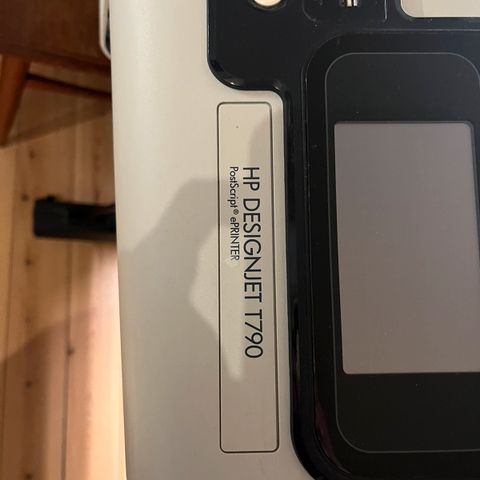 HP DESIGNJET T790
PostScript® ePRINTER